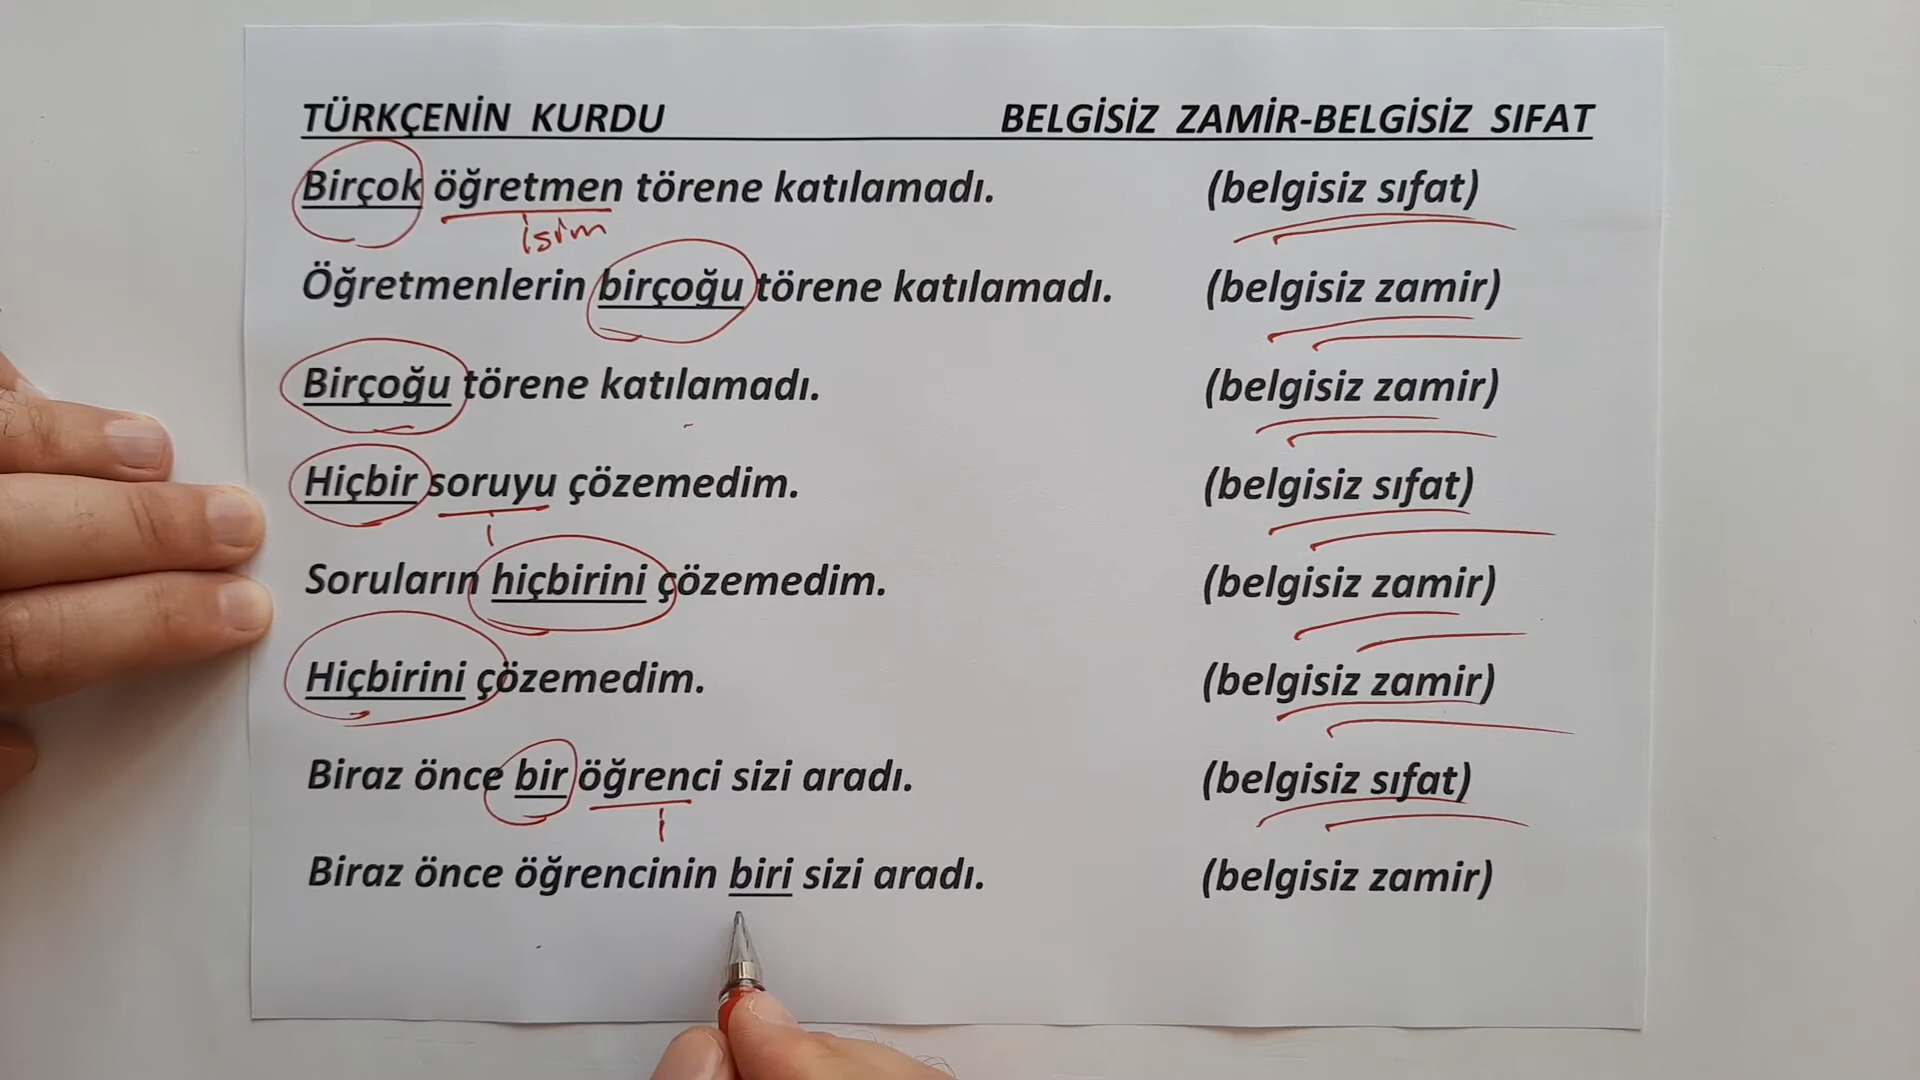 TÜRKÇENİN KURDU BELGİSİZ ZAMİR-BELGİSİZ SIFAT
Birçok öğretmen törene katılamadı. (belgisiz sıfat)
isim
Öğretmenlerin birçoğu törene katılamadı. (belgisiz zamir)
Birçoğu törene katılamadı. (belgisiz zamir)
Hiçbir soruyu çözemedim. (belgisiz sıfat)
i
Soruların hiçbirini çözemedim. (belgisiz zamir)
Hiçbirini çözemedim. (belgisiz zamir)
Biraz önce bir öğrenci sizi aradı. (belgisiz sıfat)
i
Biraz önce öğrencinin biri sizi aradı. (belgisiz zamir)